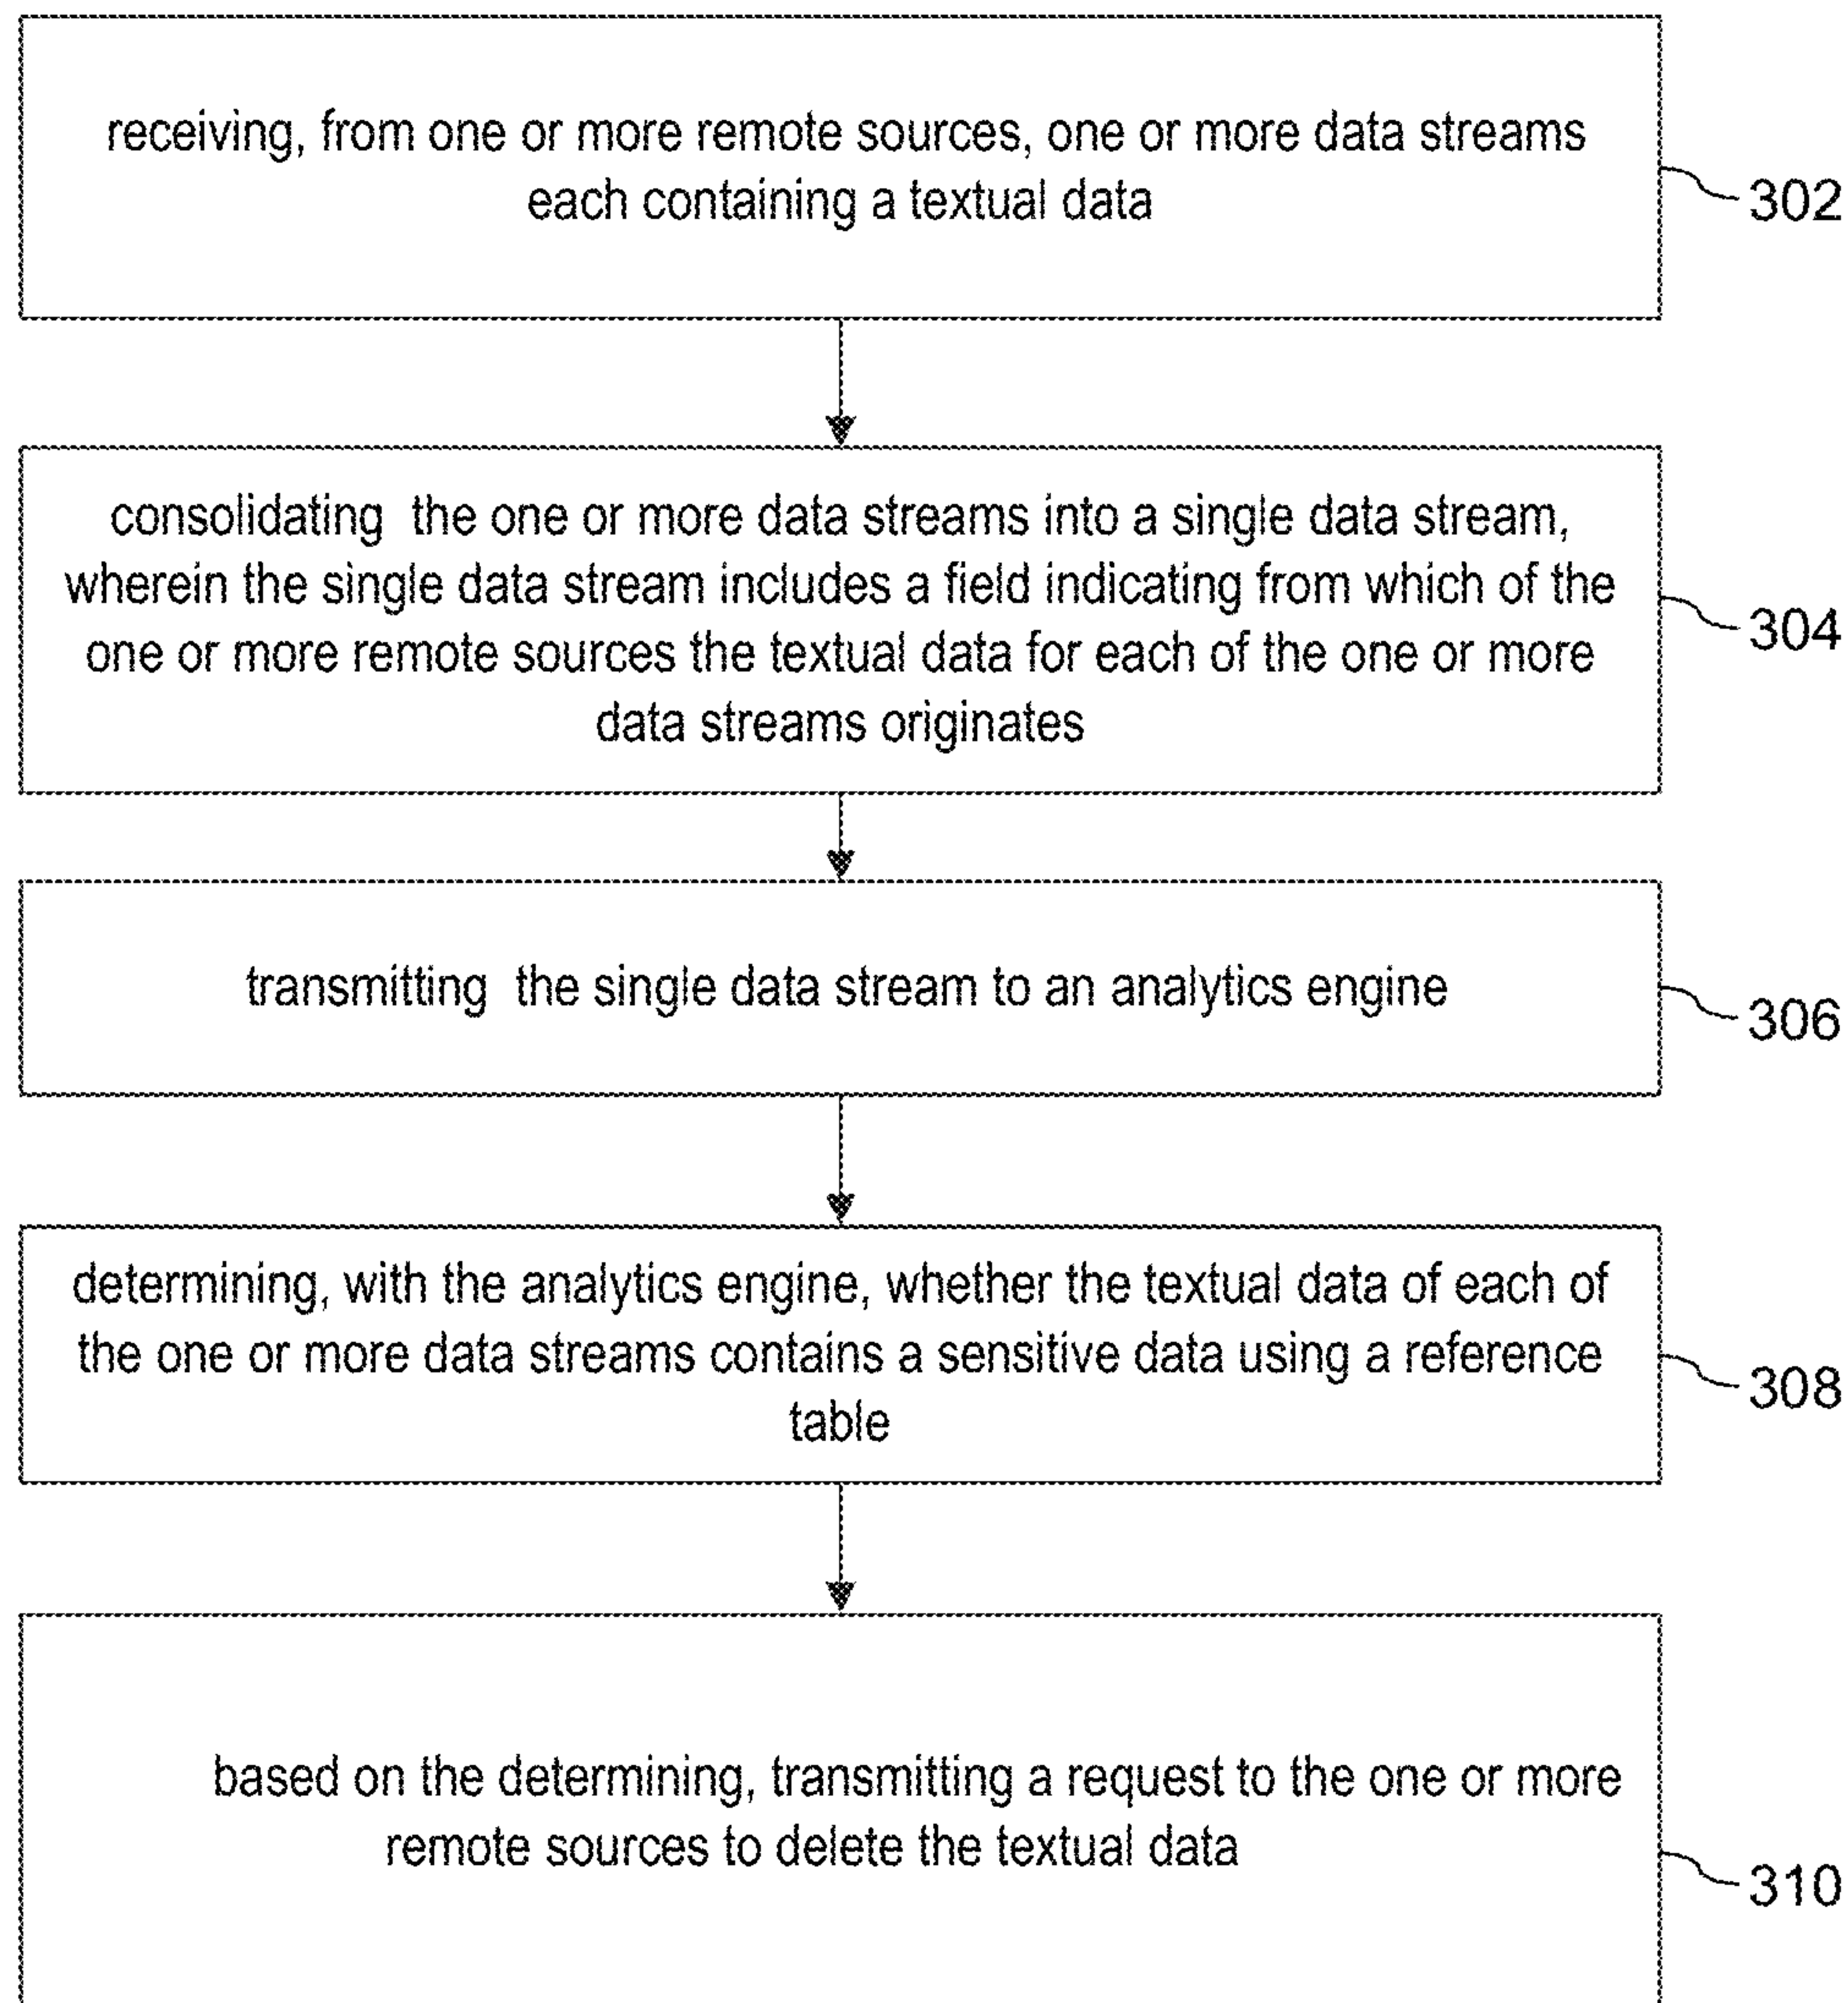 receiving, from one or more remote sources, one or more data streams
each containing a textual data
302
consolidating the one or more data streams into a single data stream,
wherein the single data stream includes a field indicating from which of the
one or more remote sources the textual data for each of the one or more
data streams originates
304
transmitting the single data stream to an analytics engine
306
determining, with the analytics engine, whether the textual data of each of
the one or more data streams contains a sensitive data using a reference
table
308
based on the determining, transmitting a request to the one or more
remote sources to delete the textual data
310